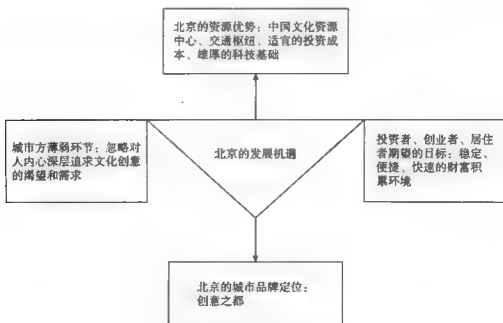 北京的资源优势：中国文化资源
中心、交通枢纽、适宜的投资成
本、雄厚的科技基础
城市方薄弱环节：忽略对
人内心深层追求文化创意
的渴望和需求
北京的发展机遇
投资者、创业者、居住
者期望的目标：稳定、
便捷、快速的财富积
累环境
北京的城市品牌定位：
创意之都